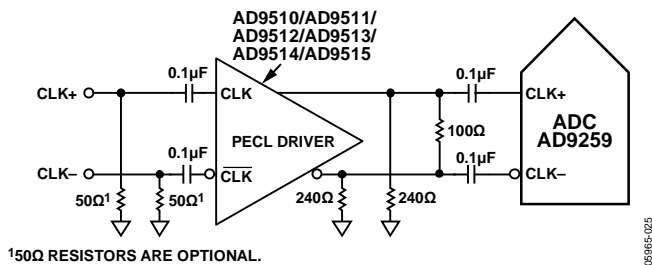 AD9510/AD9511/
AD9512/AD9513/
AD9514/AD9515
0.1µF
0.1µF
CLK+
CLK
CLK+
PECL DRIVER
100Ω
ADC
AD9259
0.1µF
0.1µF
CLK–
CLK
CLK–
50Ω1
50Ω1
240Ω
240Ω
150Ω RESISTORS ARE OPTIONAL.
05965-025